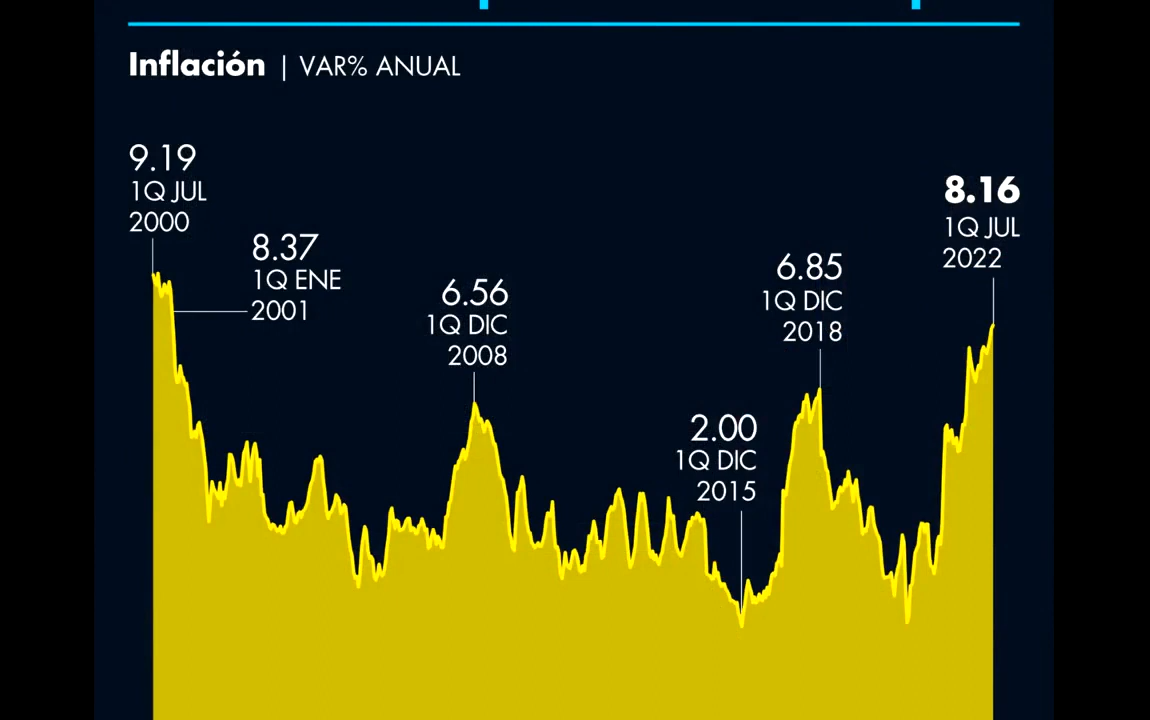 Inflación | VAR% ANUAL
9.19
1Q JUL
2000
8.37
1Q ENE
2001
6.56
1Q DIC
2008
2.00
1Q DIC
2015
6.85
1Q DIC
2018
8.16
1Q JUL
2022